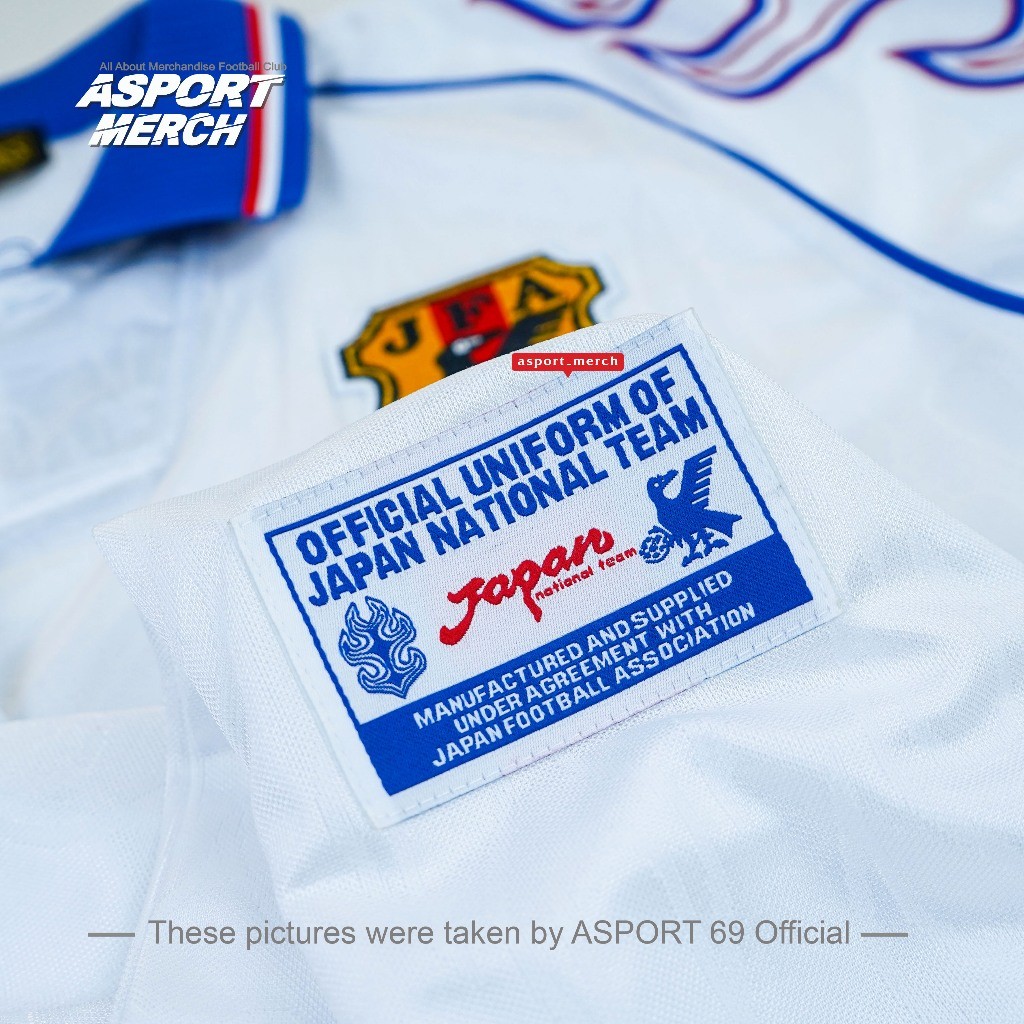 All About Merchandise Football Club
ASPORT
MERCH
JFA
asport_merch
OFFICIAL UNIFORM OF
JAPAN NATIONAL TEAM
Japan
national team
MANUFACTURED AND SUPPLIED
UNDER AGREEMENT WITH
JAPAN FOOTBALL ASSOCIATION
These pictures were taken by ASPORT 69 Official